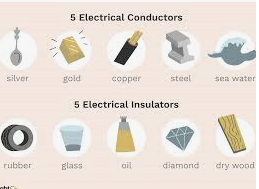 5 Electrical Conductors
silver gold copper steel sea water
5 Electrical Insulators
rubber glass oil diamond dry wood